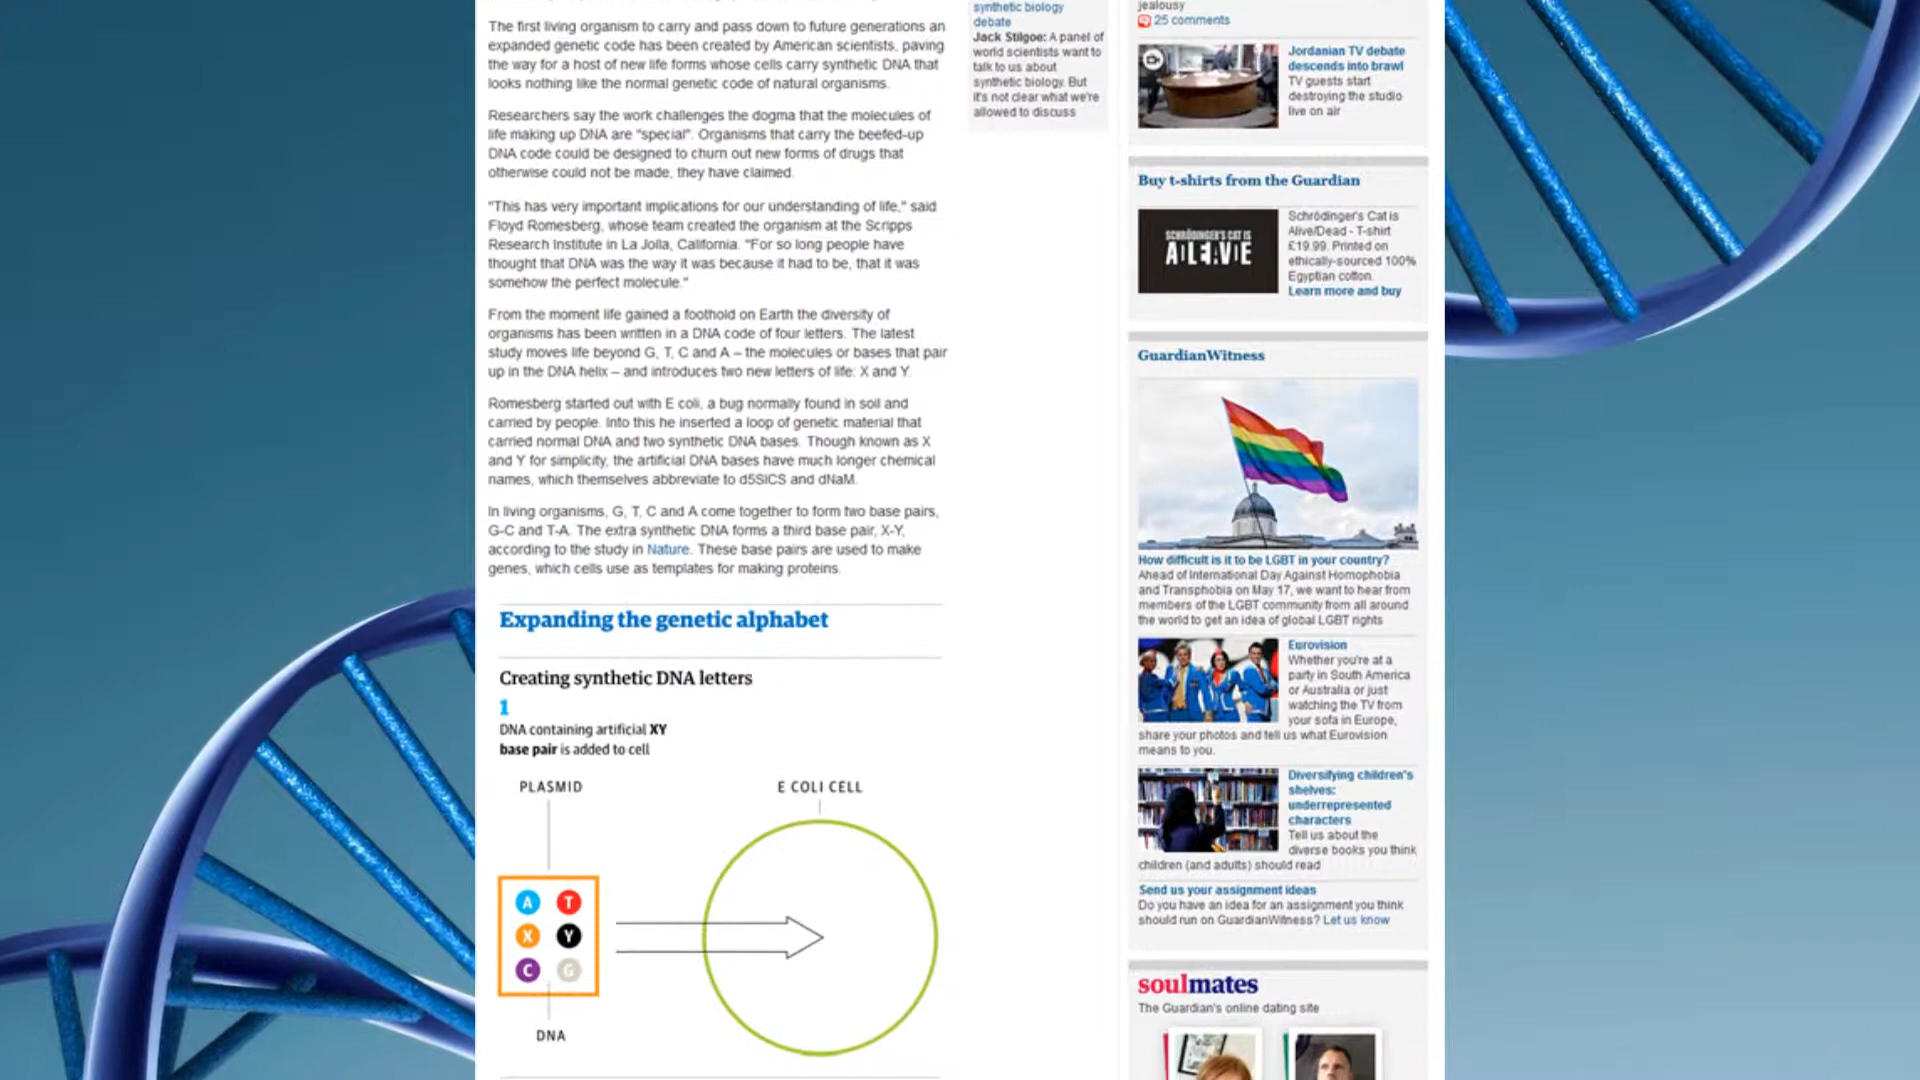 The first living organism to carry and pass down to future generations an
expanded genetic code has been created by American scientists, paving
the way for a host of new life forms whose cells carry synthetic DNA that
looks nothing like the normal genetic code of natural organisms.
Researchers say the work challenges the dogma that the molecules of
life making up DNA are "special". Organisms that carry the beefed-up
DNA code could be designed to churn out new forms of drugs that
otherwise could not be made, they have claimed.
"This has very important implications for our understanding of life," said
Floyd Romesberg, whose team created the organism at the Scripps
Research Institute in La Jolla, California. "For so long people have
thought that DNA was the way it was because it had to be, that it was
somehow the perfect molecule."
From the moment life gained a foothold on Earth the diversity of
organisms has been written in a DNA code of four letters. The latest
study moves life beyond G, T, C and A – the molecules or bases that pair
up in the DNA helix – and introduces two new letters of life: X and Y.
Romesberg started out with E coli, a bug normally found in soil and
carried by people. Into this he inserted a loop of genetic material that
carried normal DNA and two synthetic DNA bases. Though known as X
and Y for simplicity, the artificial DNA bases have much longer chemical
names, which themselves abbreviate to d5SICS and dNaM.
In living organisms, G, T, C and A come together to form two base pairs,
G-C and T-A. The extra synthetic DNA forms a third base pair, X-Y,
according to the study in Nature. These base pairs are used to make
genes, which cells use as templates for making proteins.
Expanding the genetic alphabet
Creating synthetic DNA letters
1
DNA containing artificial XY
base pair is added to cell
PLASMID
E COLI CELL
A T
X Y
C G
DNA
synthetic biology
debate
Jack Stilgoe: A panel of
world scientists want to
talk to us about
synthetic biology. But
it's not clear what we're
allowed to discuss
jealousy
25 comments
Jordanian TV debate
descends into brawl
TV guests start
destroying the studio
live on air
Buy t-shirts from the Guardian
SCHRÖDINGER'S CAT IS
Schrödinger's Cat is
Alive/Dead - T-shirt
£19.99. Printed on
ethically-sourced 100%
Egyptian cotton.
Learn more and buy
GuardianWitness
How difficult is it to be LGBT in your country?
Ahead of International Day Against Homophobia
and Transphobia on May 17, we want to hear from
members of the LGBT community from all around
the world to get an idea of global LGBT rights
Eurovision
Whether you're at a
party in South America
or Australia or just
watching the TV from
your sofa in Europe,
share your photos and tell us what Eurovision
means to you.
Diversifying children's
shelves:
underrepresented
characters
Tell us about the
diverse books you think
children (and adults) should read
Send us your assignment ideas
Do you have an idea for an assignment you think
should run on GuardianWitness? Let us know
soulmates
The Guardian's online dating site